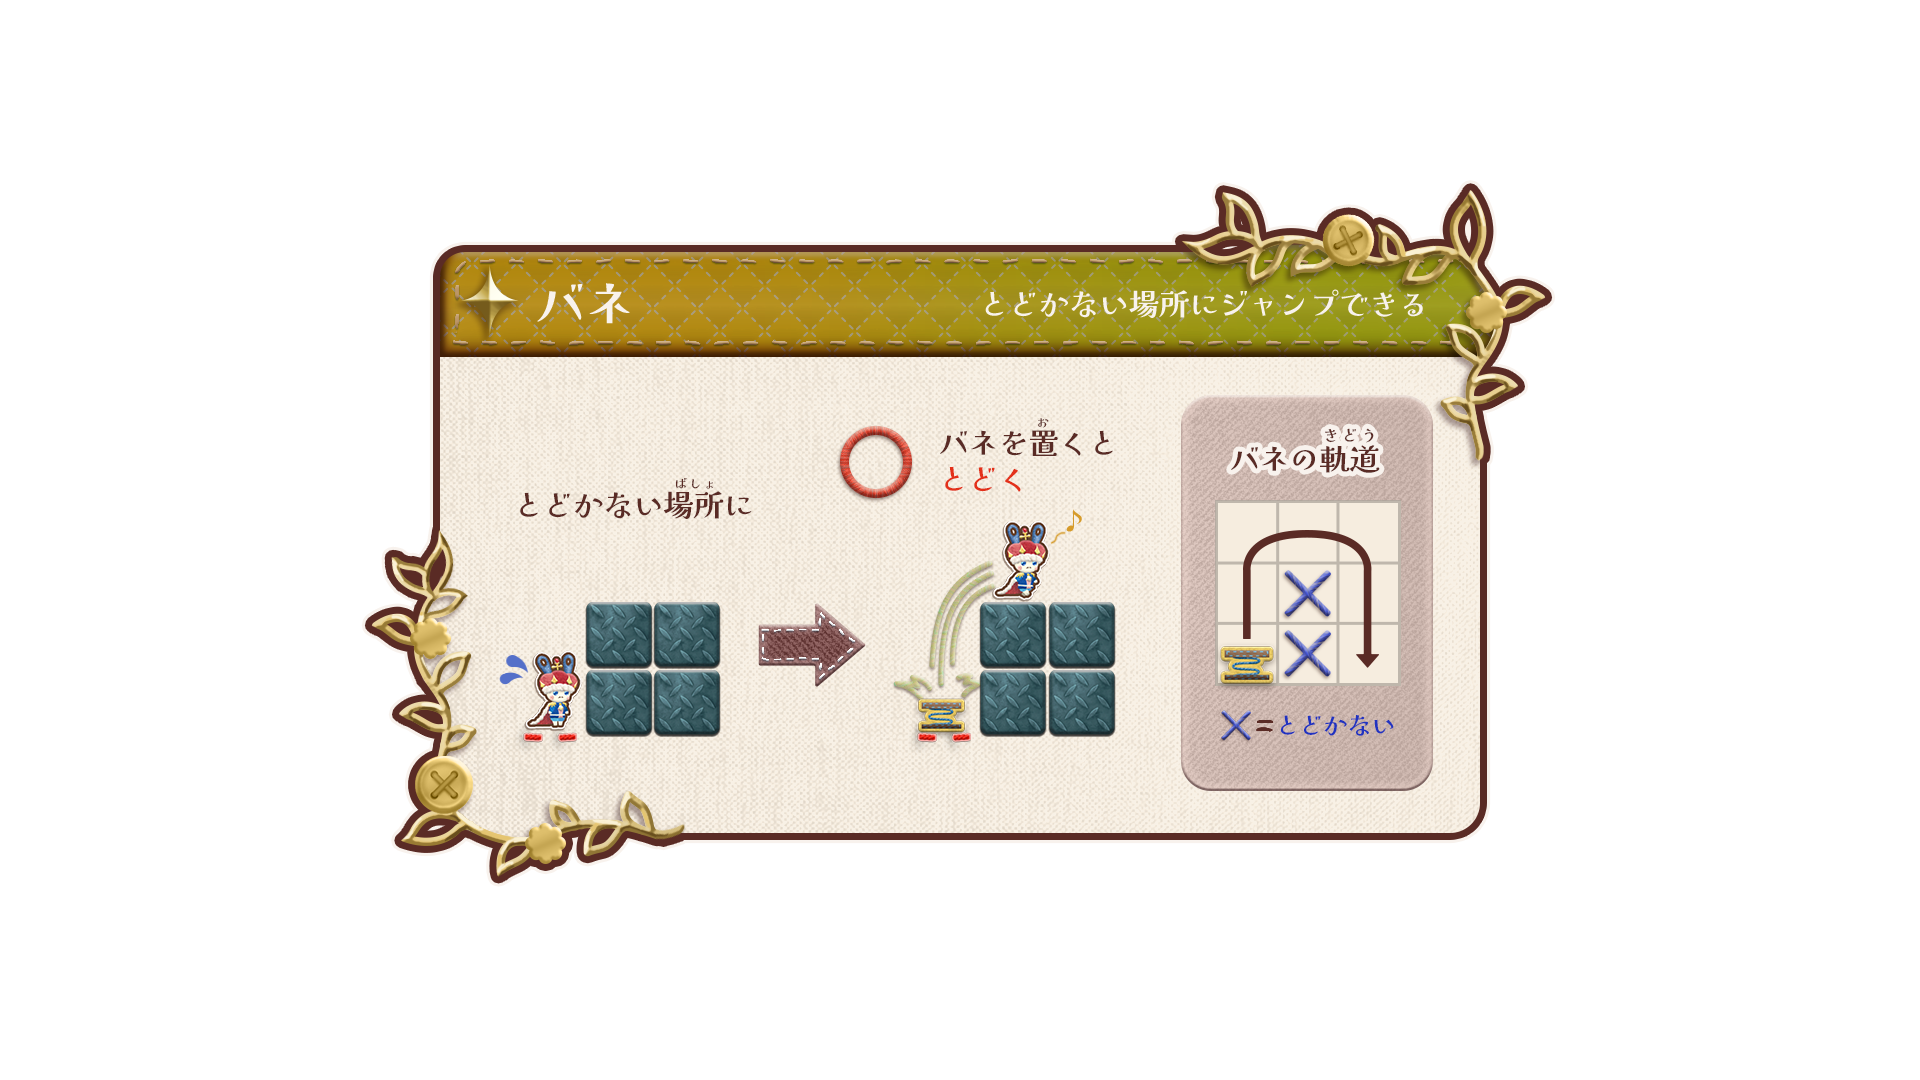 バネ
とどかない場所にジャンプできる
ばしょ
とどかない場所に
お
バネを置くと
とどく
きどう
バネの軌道
=とどかない